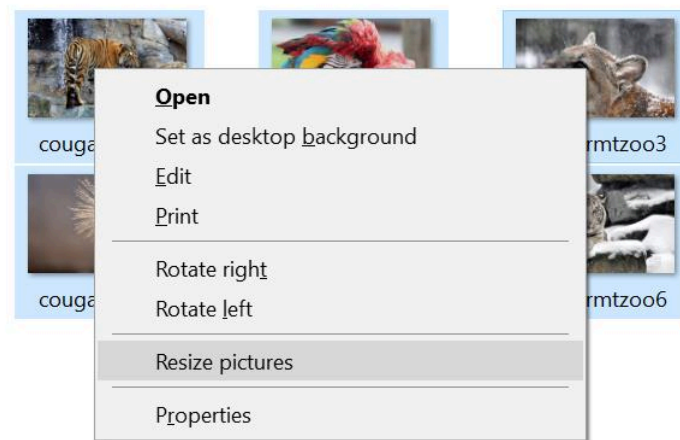 couga
rmtzoo3
couga
rmtzoo6
Open
Set as desktop background
Edit
Print
Rotate right
Rotate left
Resize pictures
Properties